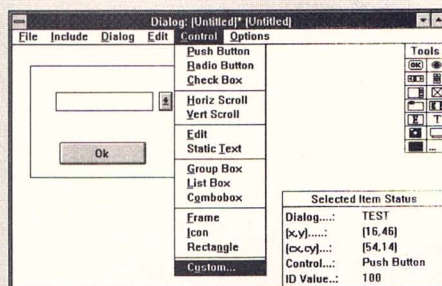 Dialog: (Untitled)* (Untitled)
File Include Dialog Edit Control Options
Push Button
Radio Button
Check Box
Horiz Scroll
Vert Scroll
Edit
Static Text
Group Box
List Box
Combobox
Frame
Icon
Rectangle
Custom...
Ok
Tools
OK
E T
...
Selected Item Status
Dialog....: TEST
(x,y).....: (16,46)
(cx,cy)...: (54,14)
Control...: Push Button
ID Value..: 100